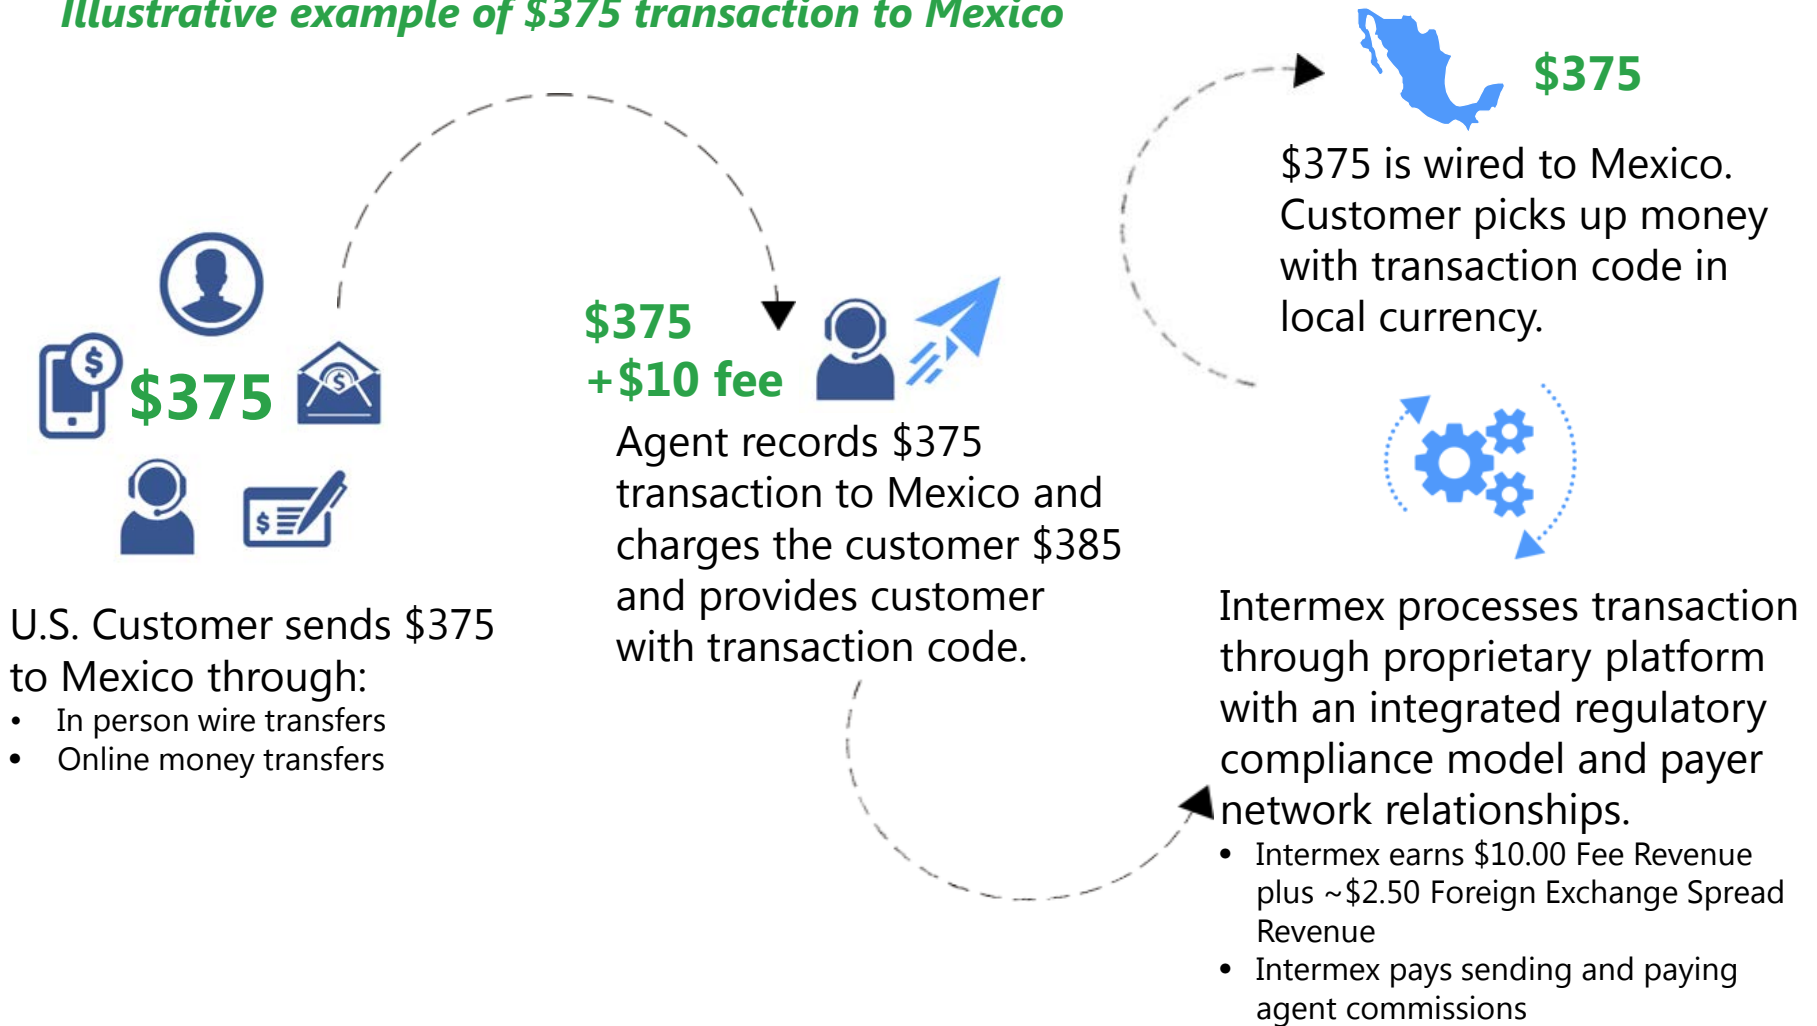 Illustrative example of $375 transaction to Mexico
$375
U.S. Customer sends $375
to Mexico through:
• In person wire transfers
• Online money transfers
$375
+$10 fee
Agent records $375
transaction to Mexico and
charges the customer $385
and provides customer
with transaction code.
$375
$375 is wired to Mexico.
Customer picks up money
with transaction code in
local currency.
Intermex processes transaction
through proprietary platform
with an integrated regulatory
compliance model and payer
network relationships.
• Intermex earns $10.00 Fee Revenue
plus ~$2.50 Foreign Exchange Spread
Revenue
• Intermex pays sending and paying
agent commissions